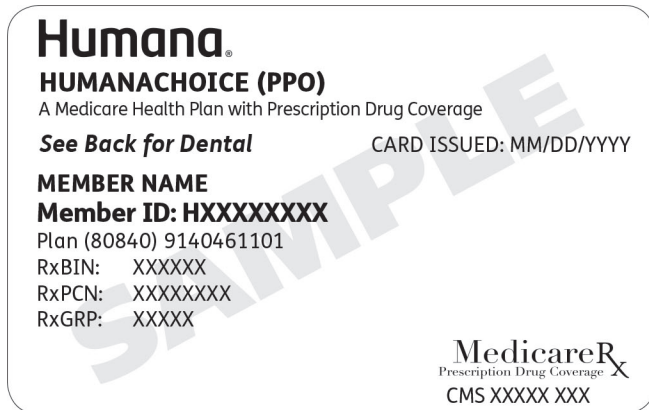 Humana®
HUMANACHOICE (PPO)
A Medicare Health Plan with Prescription Drug Coverage
See Back for Dental CARD ISSUED: MM/DD/YYYY
MEMBER NAME
Member ID: HXXXXXXXX
Plan (80840) 9140461101
RxBIN: XXXXXX
RxPCN: XXXXXXXX
RxGRP: XXXXX
SAMPLE
MedicareRx
Prescription Drug Coverage
CMS XXXXX XXX